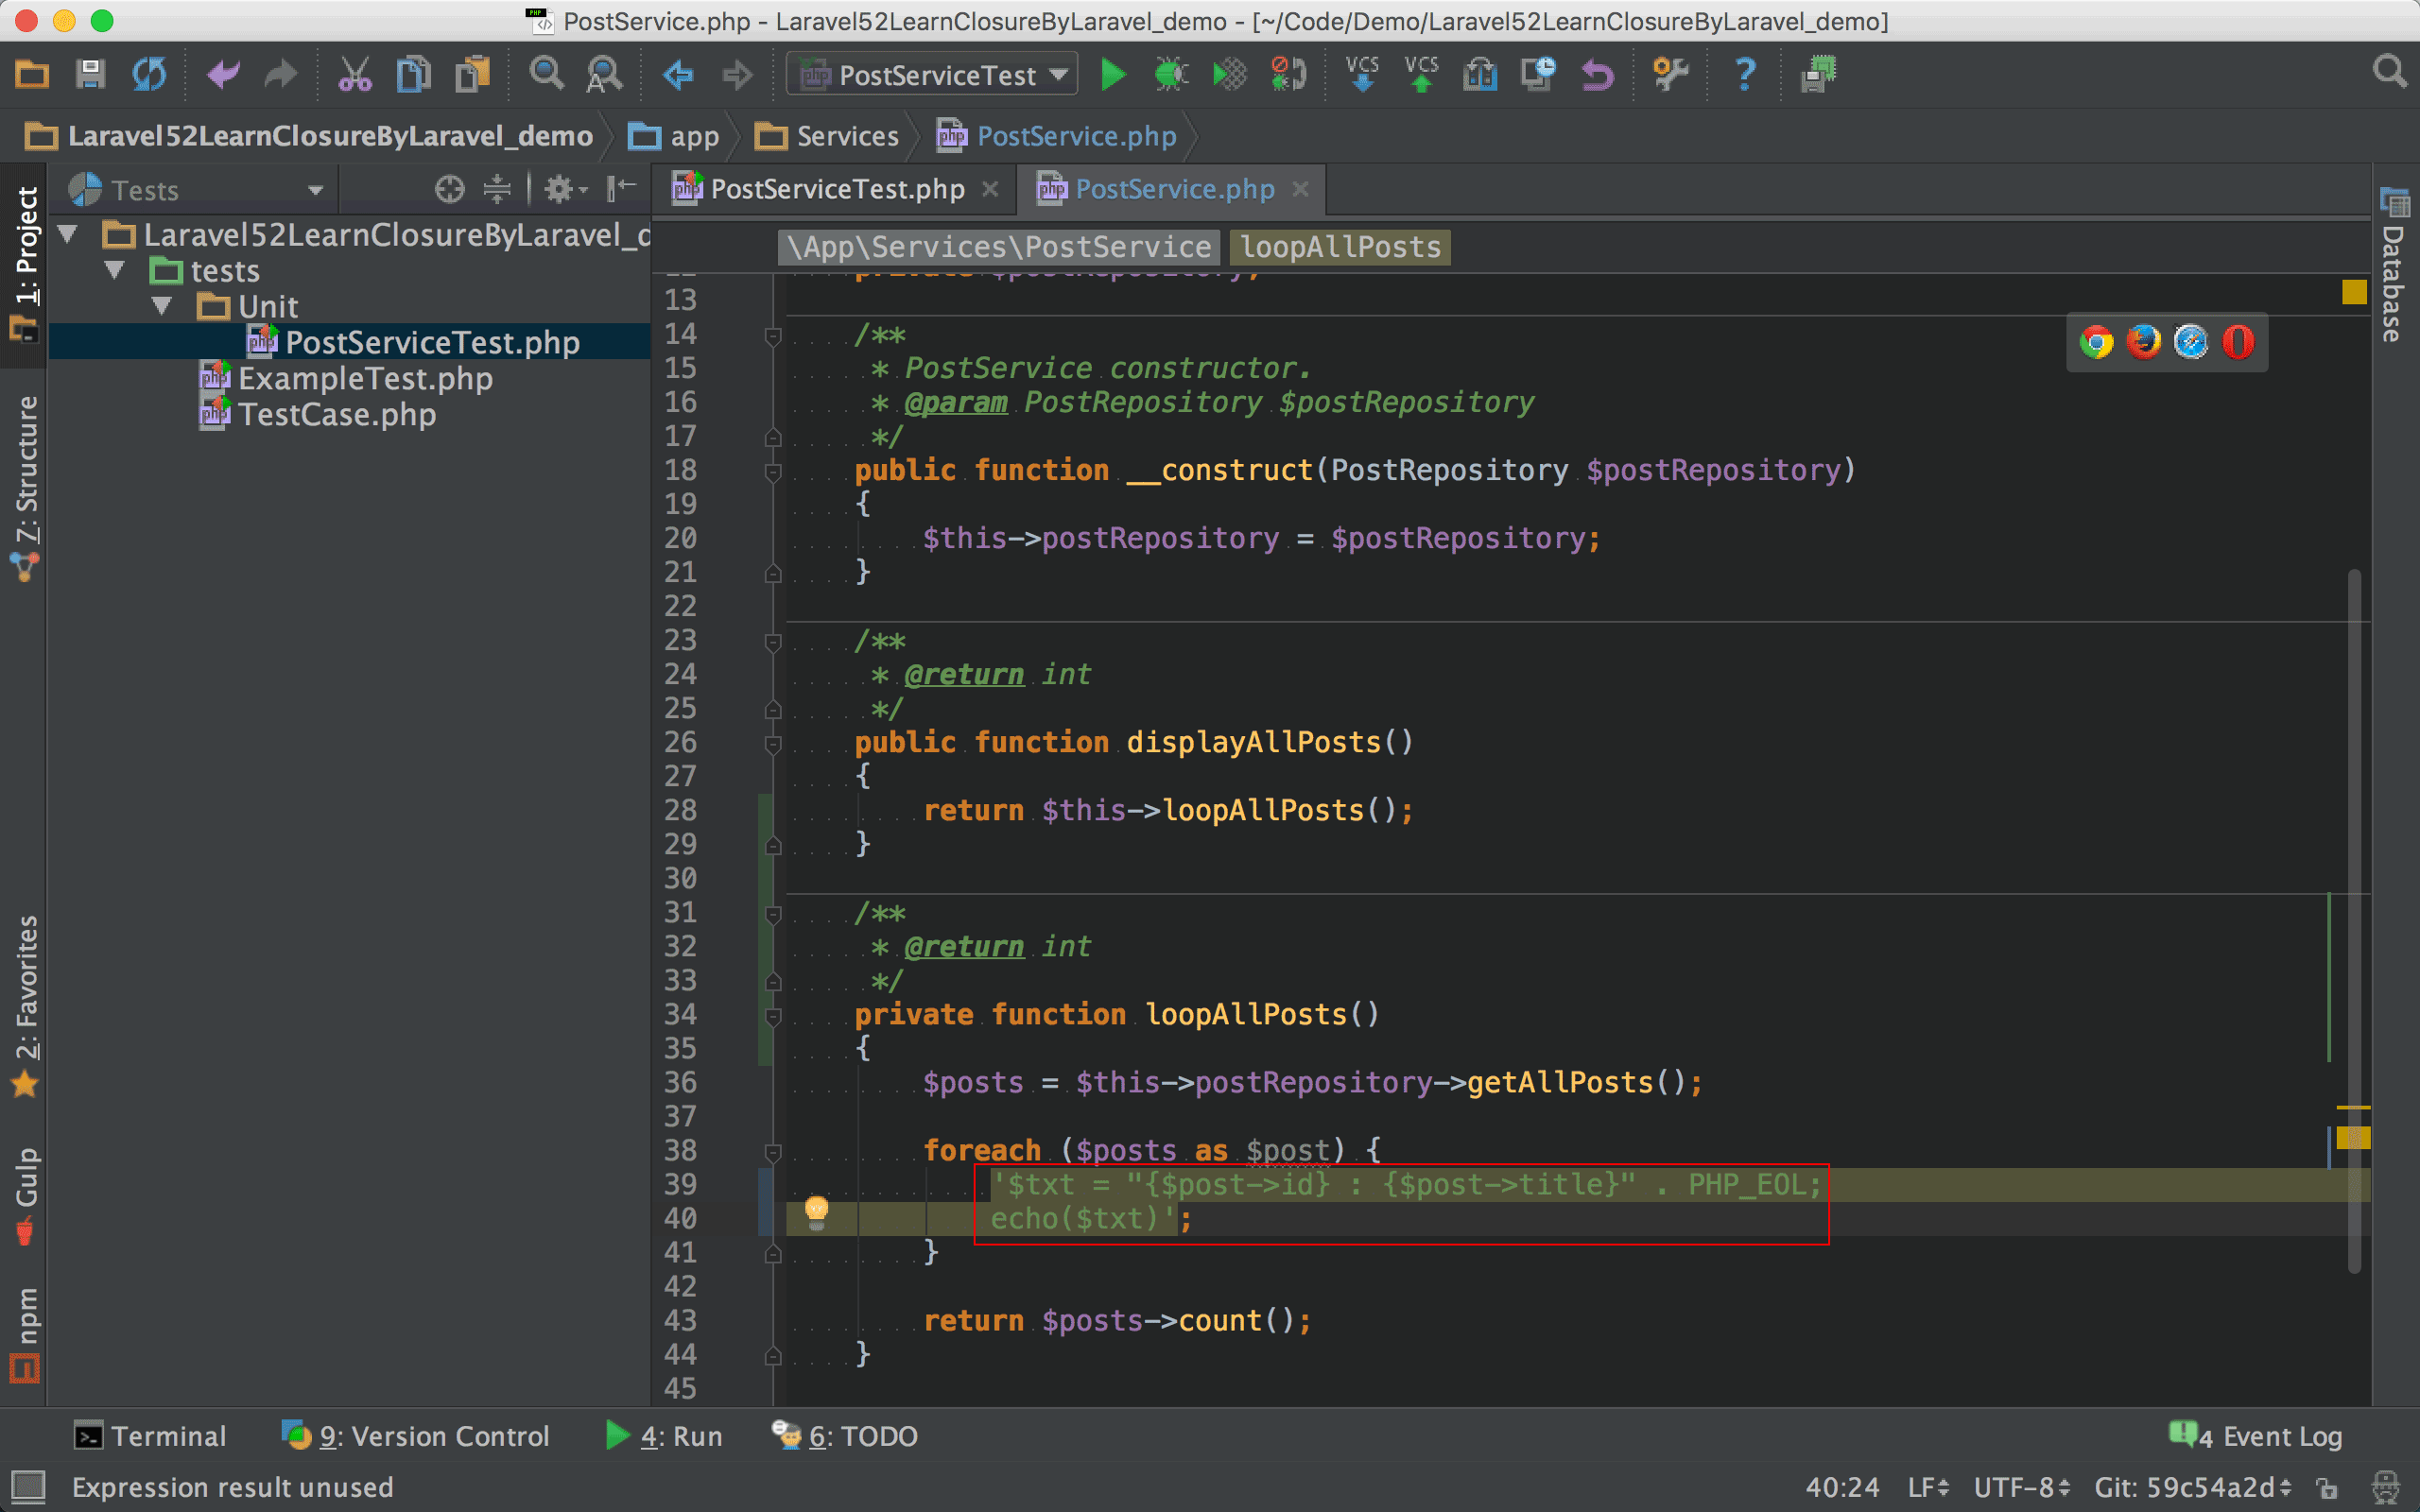 PostService.php - Laravel52LearnClosureByLaravel_demo - [~/Code/Demo/Laravel52LearnClosureByLaravel_demo]
PostServiceTest
VCS
VCS
Laravel52LearnClosureByLaravel_demo
app
Services
PostService.php
1: Project
7: Structure
2: Favorites
Gulp
npm
Tests
Laravel52LearnClosureByLaravel_d
tests
Unit
PostServiceTest.php
ExampleTest.php
TestCase.php
PostServiceTest.php
PostService.php
\App\Services\PostService
loopAllPosts
12 private $postRepository;
13
14 /**
15 * PostService constructor.
16 * @param PostRepository $postRepository
17 */
18 public function __construct(PostRepository $postRepository)
19 {
20 $this->postRepository = $postRepository;
21 }
22
23 /**
24 * @return int
25 */
26 public function displayAllPosts()
27 {
28 return $this->loopAllPosts();
29 }
30
31 /**
32 * @return int
33 */
34 private function loopAllPosts()
35 {
36 $posts = $this->postRepository->getAllPosts();
37
38 foreach ($posts as $post) {
39 '$txt = "{$post->id} : {$post->title}" . PHP_EOL;
40 echo($txt)';
41 }
42
43 return $posts->count();
44 }
45
Database
Terminal
9: Version Control
4: Run
6: TODO
4 Event Log
Expression result unused
40:24
LF
UTF-8
Git: 59c54a2d